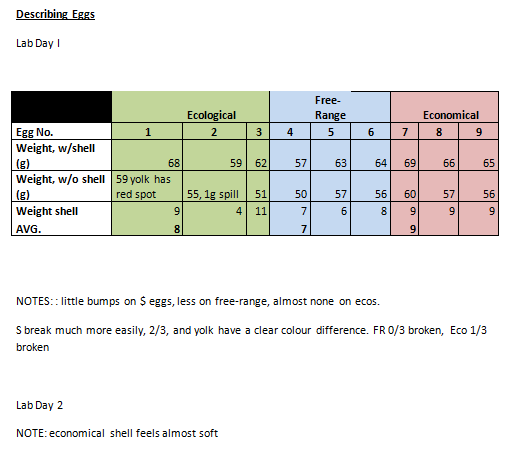 Describing Eggs
Lab Day I
Ecological Free-Range Economical
Egg No. 1 2 3 4 5 6 7 8 9
Weight, w/shell (g) 68 59 62 57 63 64 69 66 65
Weight, w/o shell (g) 59 yolk has red spot 55, 1g spill 51 50 57 56 60 57 56
Weight shell 9 4 11 7 6 8 9 9 9
AVG. 8 7 9
NOTES: : little bumps on $ eggs, less on free-range, almost none on ecos.
S break much more easily, 2/3, and yolk have a clear colour difference. FR 0/3 broken, Eco 1/3
broken
Lab Day 2
NOTE: economical shell feels almost soft